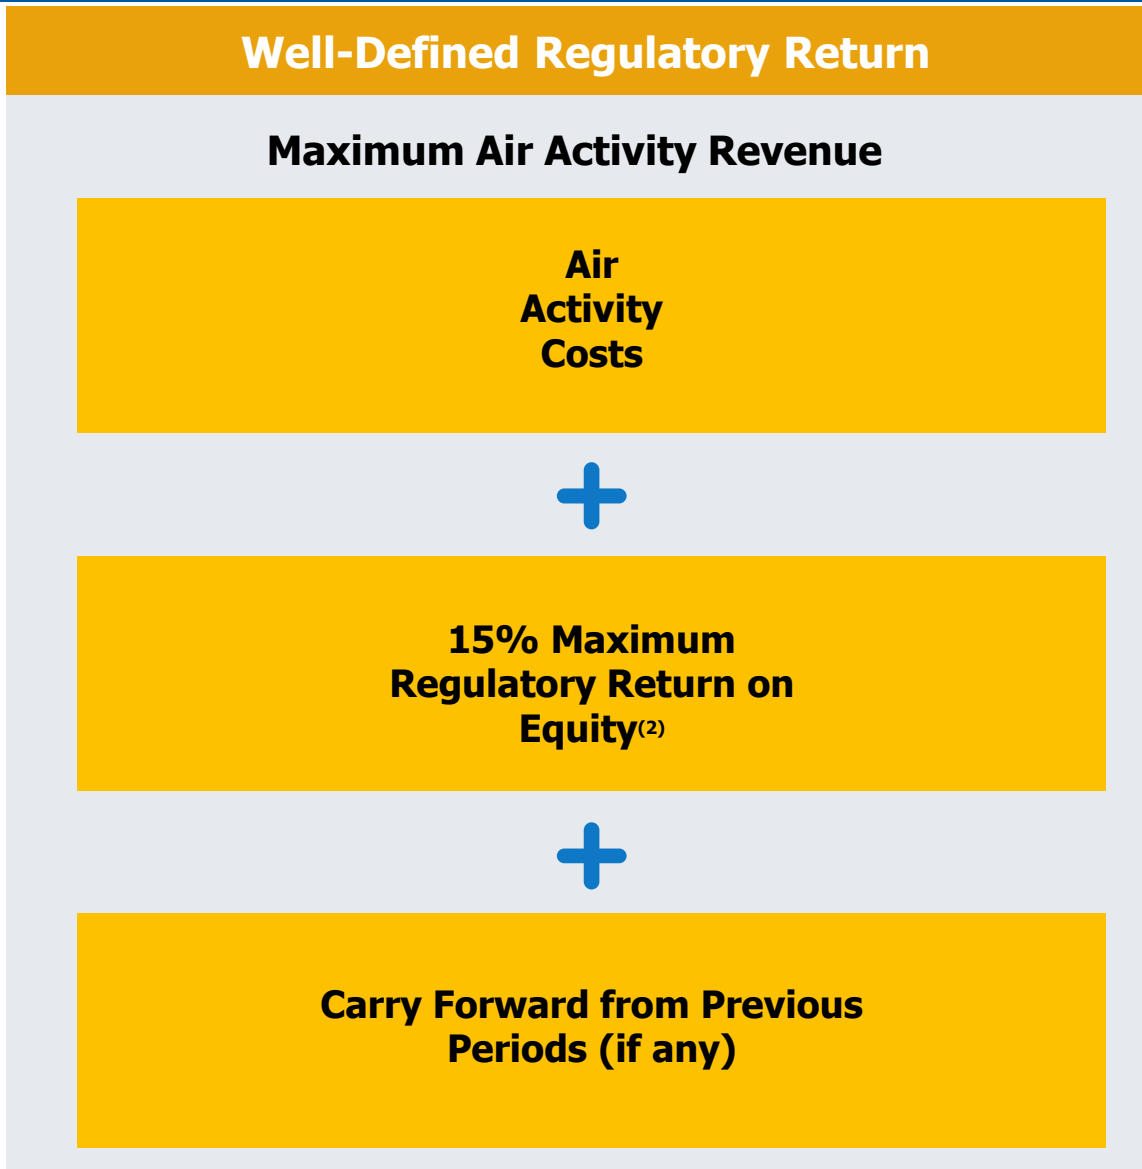 Well-Defined Regulatory Return
Maximum Air Activity Revenue
Air
Activity
Costs
15% Maximum
Regulatory Return on
Equity(2)
Carry Forward from Previous
Periods (if any)